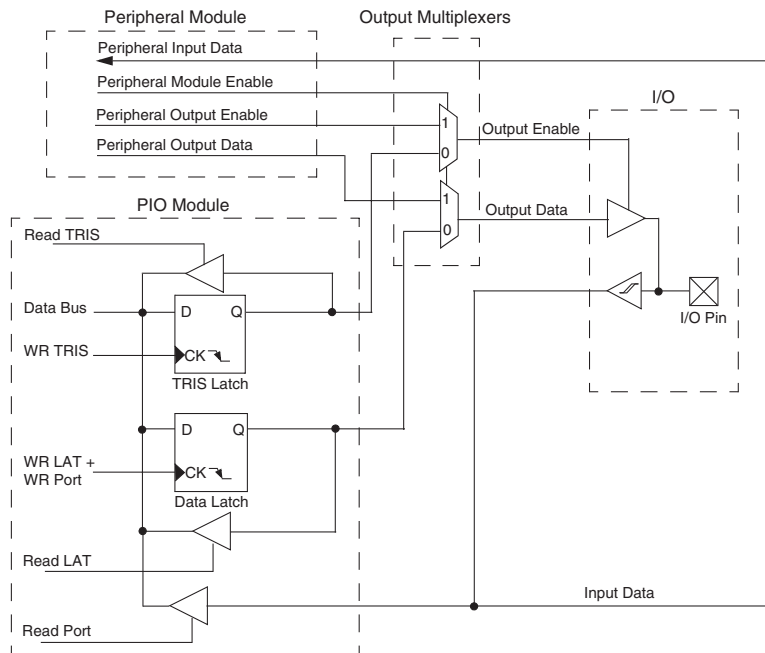 Peripheral Module
Output Multiplexers
Peripheral Input Data
Peripheral Module Enable
I/O
Peripheral Output Enable
1
Output Enable
0
Peripheral Output Data
1
Output Data
0
PIO Module
Read TRIS
Data Bus
D
Q
I/O Pin
WR TRIS
CK
TRIS Latch
D
Q
WR LAT +
WR Port
CK
Data Latch
Read LAT
Input Data
Read Port